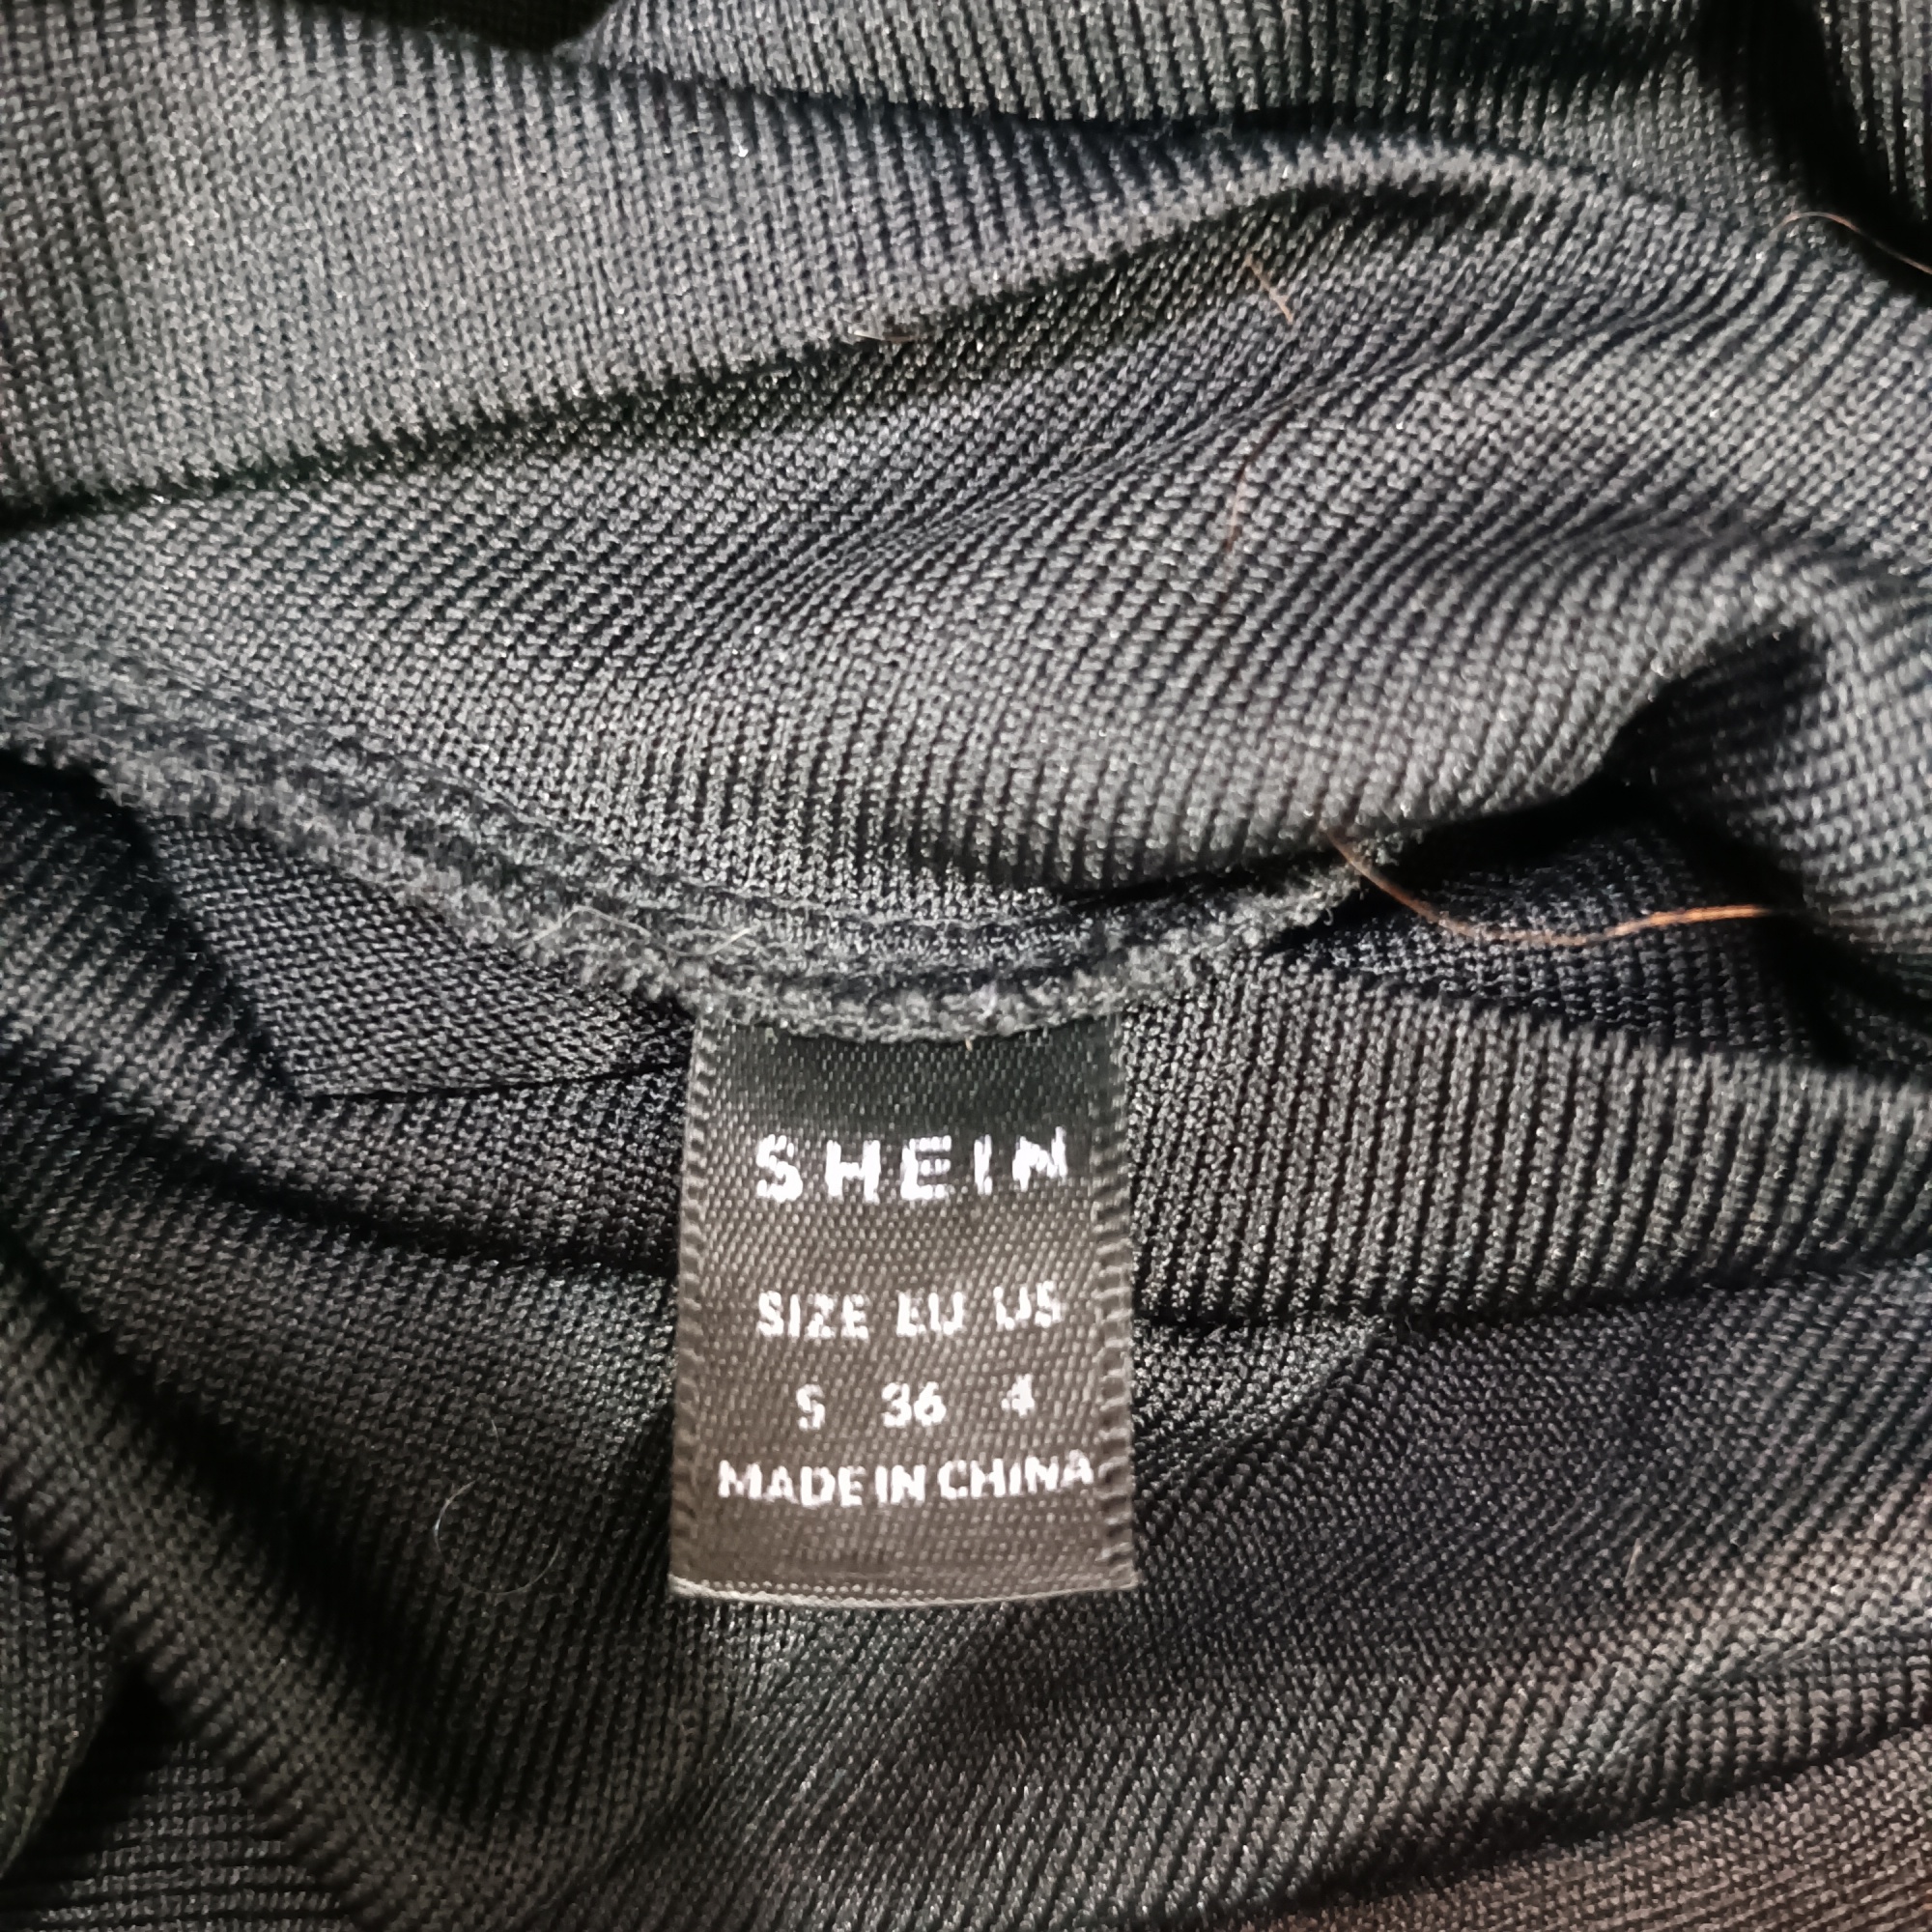 SHEIN
SIZE EU US
S 36 4
MADE IN CHINA